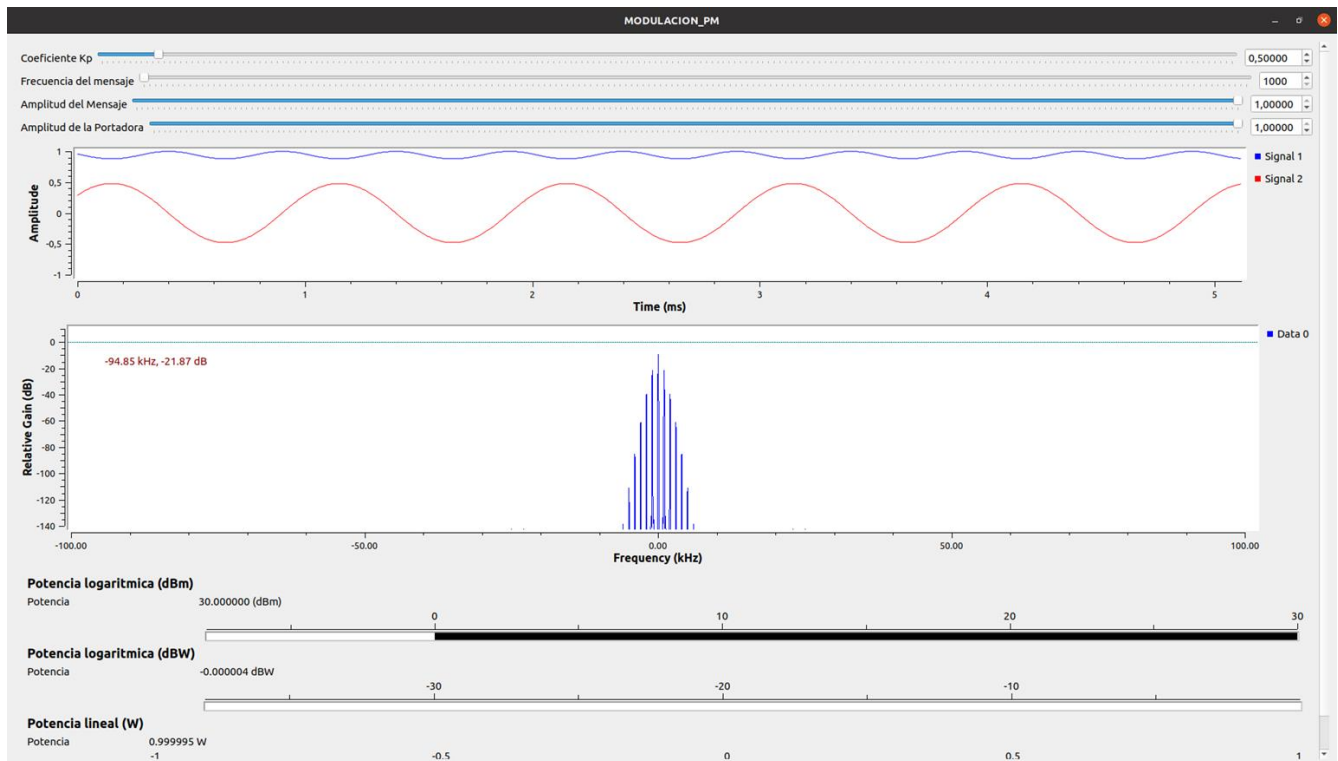 MODULACION_PM
Coeficiente Kp 0,50000
Frecuencia del mensaje 1000
Amplitud del Mensaje 1,00000
Amplitud de la Portadora 1,00000
Amplitude
1
0,5
0
-0,5
-1
Signal 1
Signal 2
0 1 2 3 4 5
Time (ms)
Relative Gain (dB)
0
-20
-40
-60
-80
-100
-120
-140
-94.85 kHz, -21.87 dB
Data 0
-100.00 -50.00 0.00 50.00 100.00
Frequency (kHz)
Potencia logaritmica (dBm)
Potencia 30.000000 (dBm)
0 10 20 30
Potencia logaritmica (dBW)
Potencia -0.000004 dBW
-30 -20 -10
Potencia lineal (W)
Potencia 0.999995 W
-1 -0.5 0 0.5 1